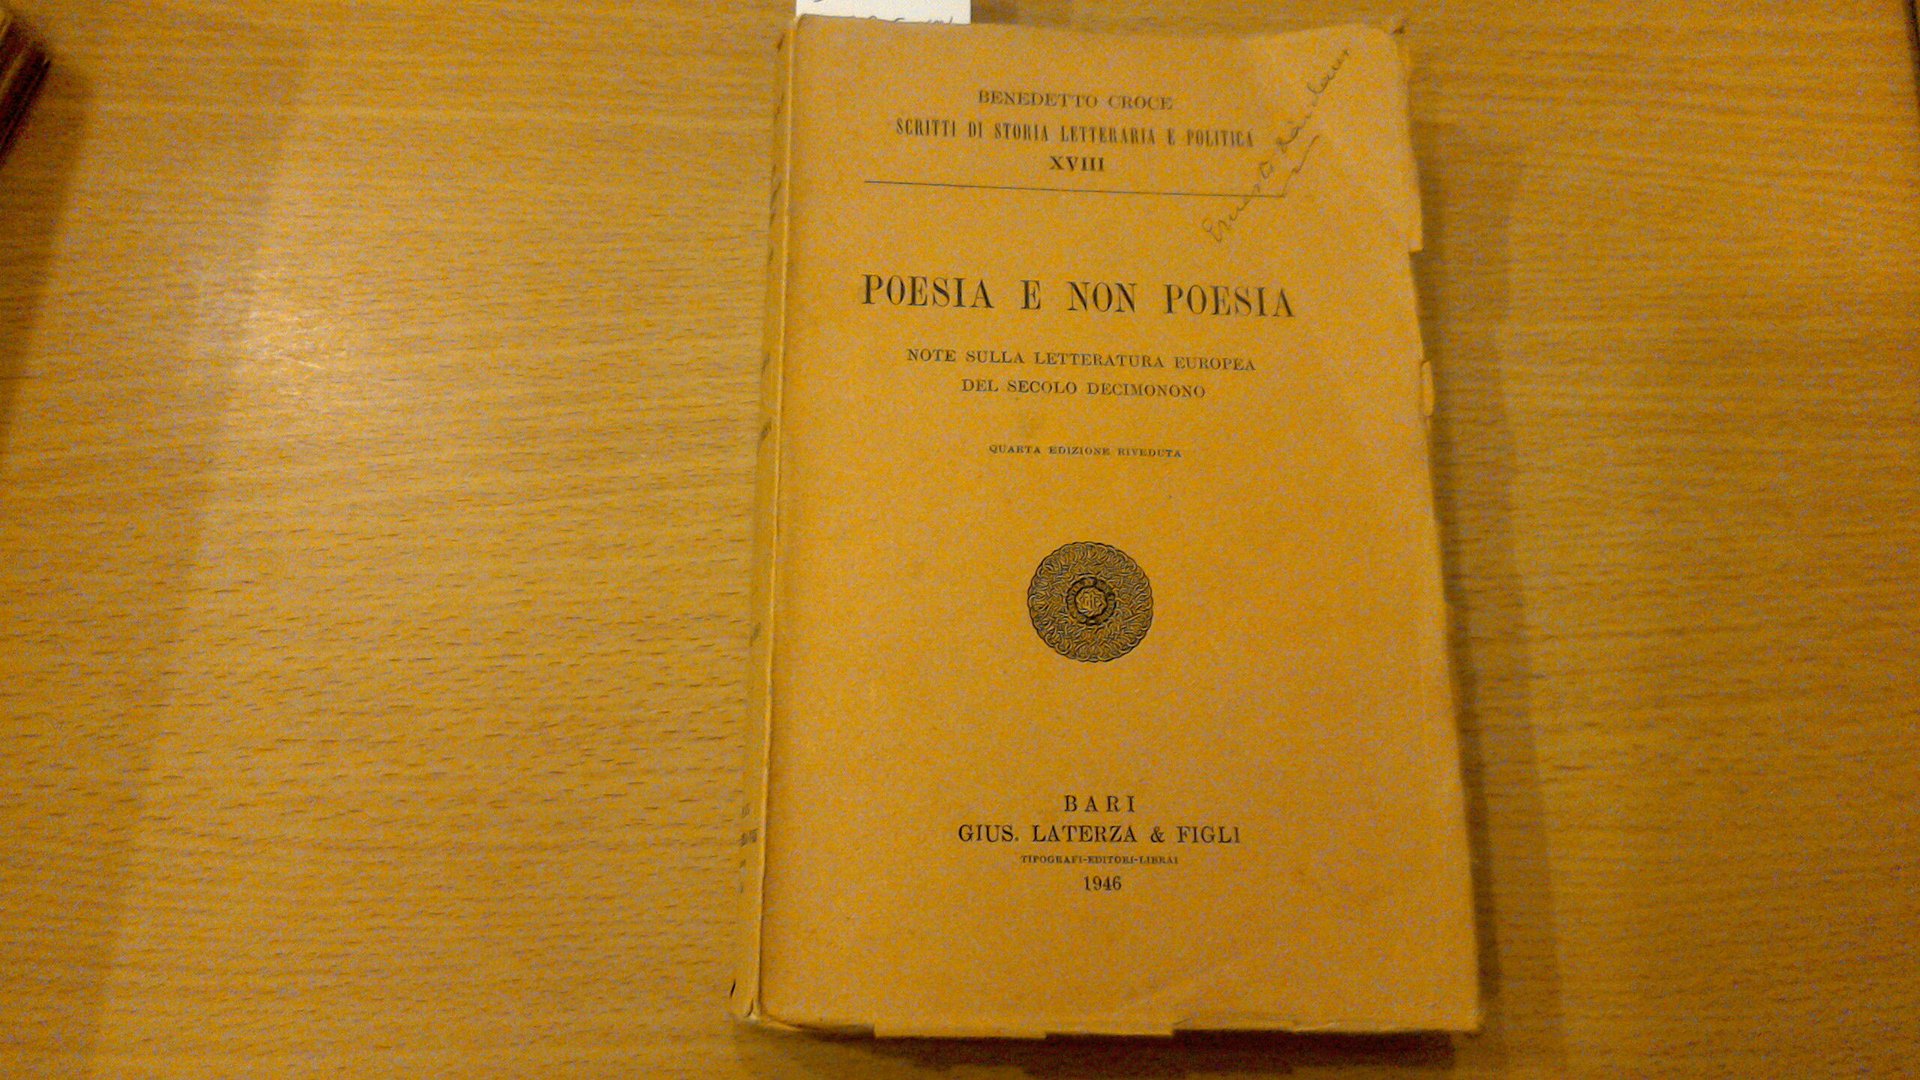 BENEDETTO CROCE
SCRITTI DI STORIA LETTERARIA E POLITICA
XVIII
POESIA E NON POESIA
NOTE SULLA LETTERATURA EUROPEA
DEL SECOLO DECIMONONO
QUARTA EDIZIONE RIVEDUTA
BARI
GIUS. LATERZA & FIGLI
TIPOGRAFI-EDITORI-LIBRAI
1946